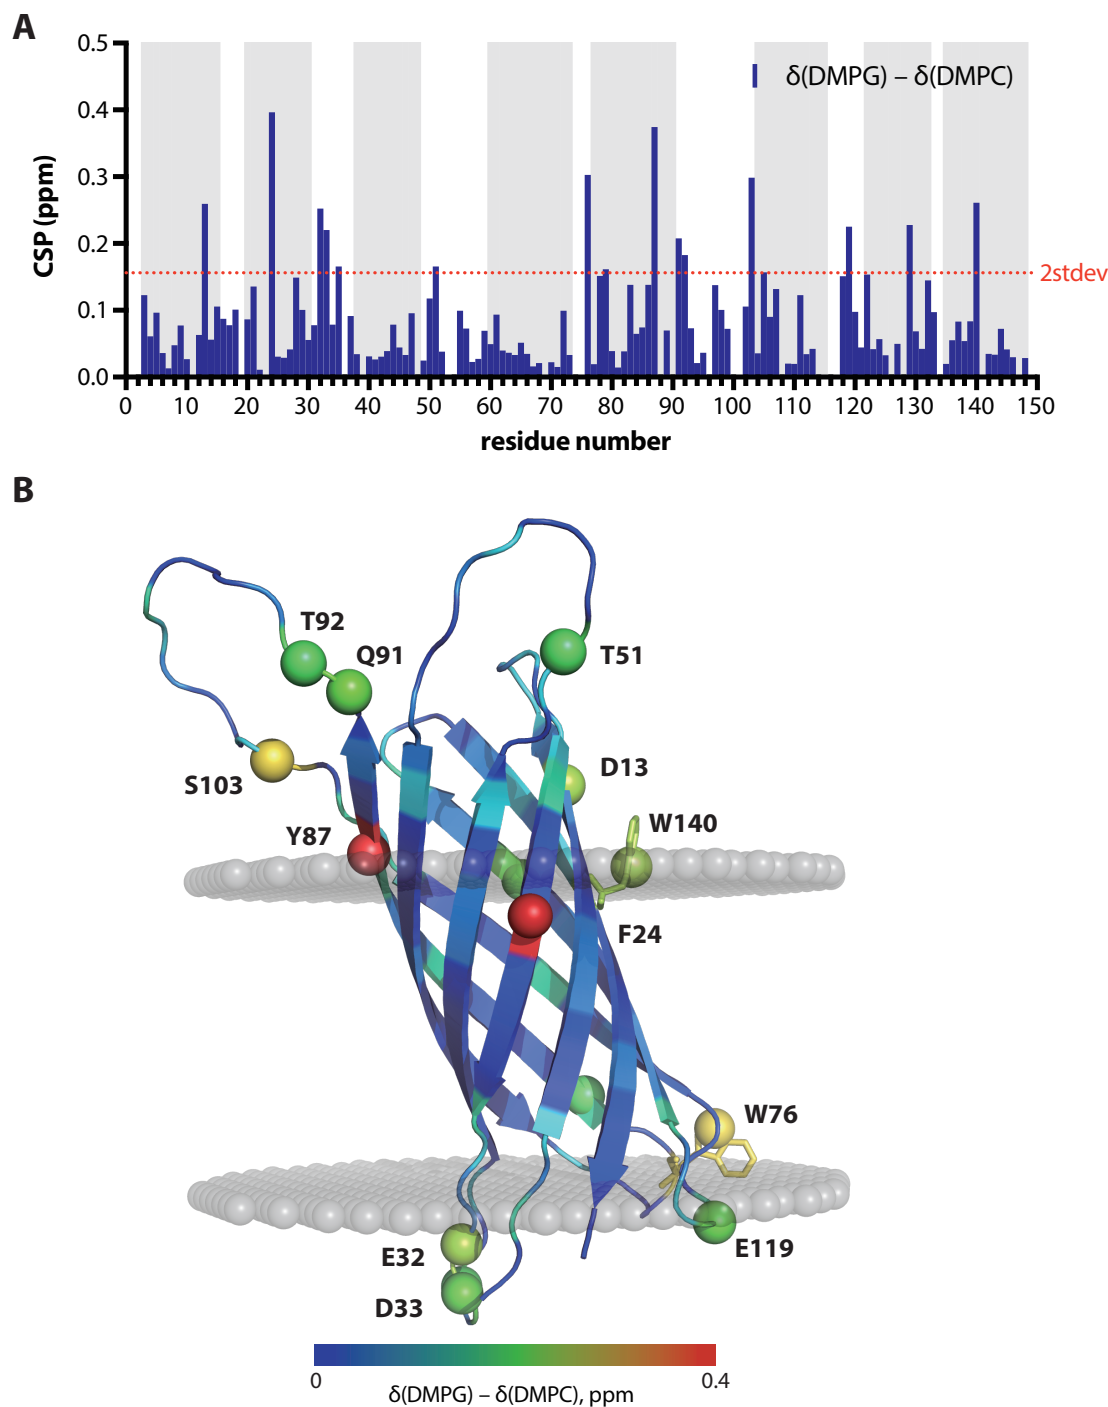 A
0.5
0.4
0.3
0.2
0.1
0.0
CSP (ppm)
δ(DMPG) – δ(DMPC)
2stdev
0 10 20 30 40 50 60 70 80 90 100 110 120 130 140 150
residue number
B
T92
Q91
T51
S103
D13
Y87
W140
F24
W76
E32
E119
D33
0 0.4
δ(DMPG) – δ(DMPC), ppm